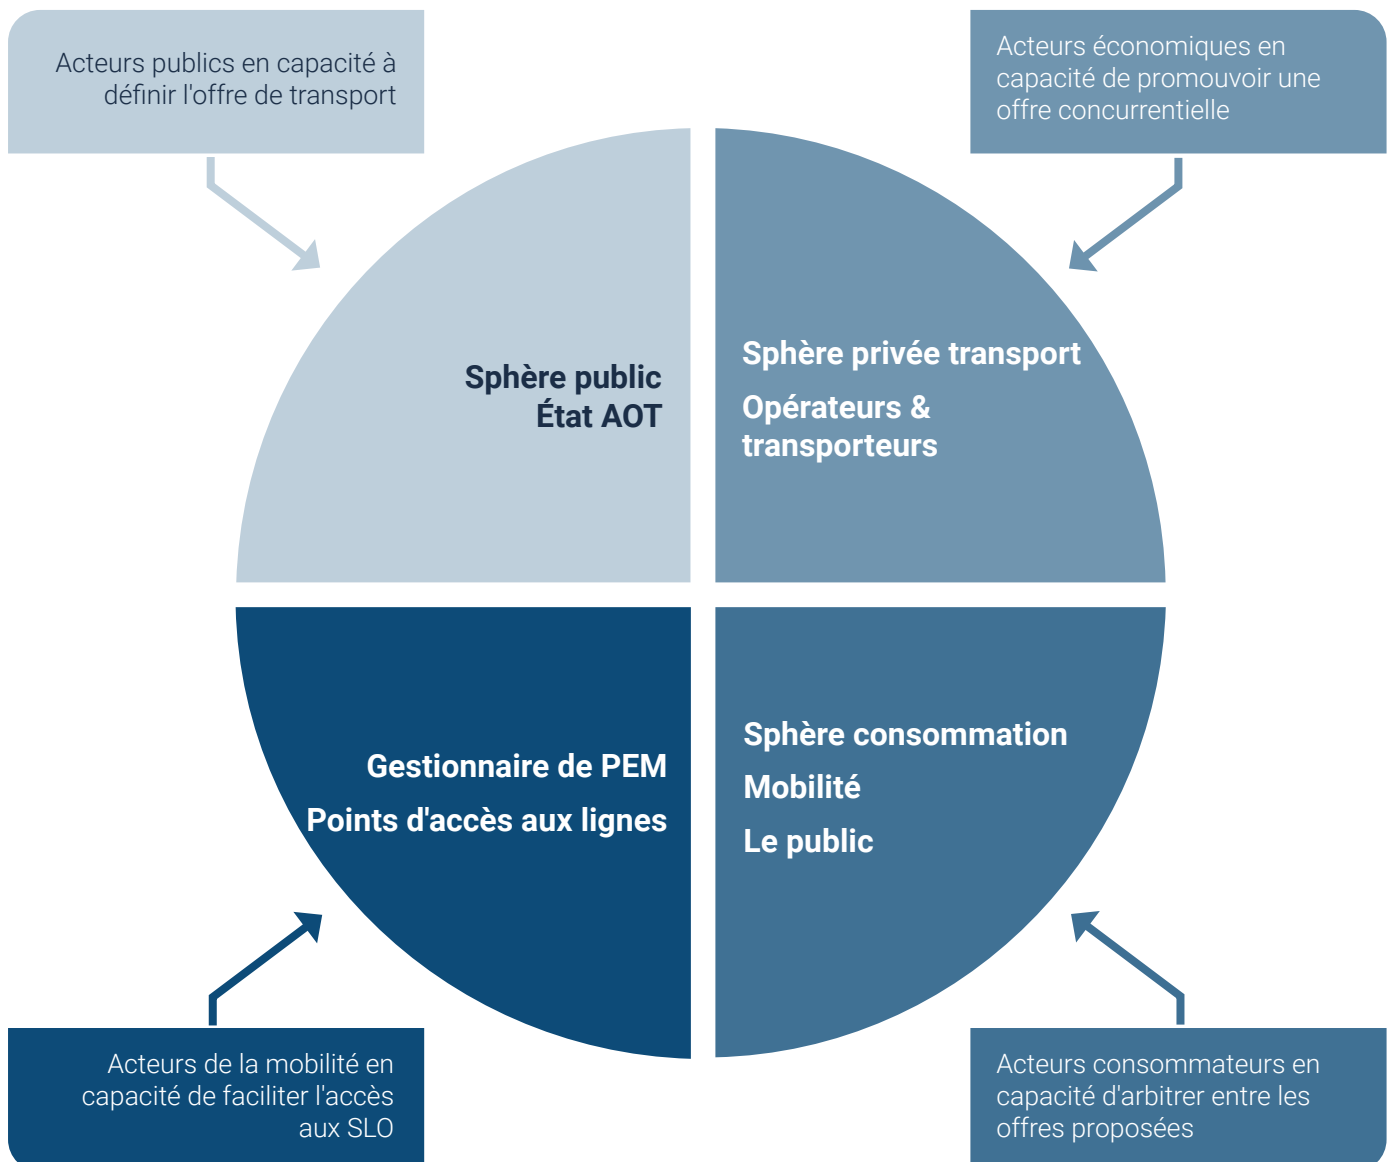 Acteurs publics en capacité à
définir l'offre de transport
Acteurs économiques en
capacité de promouvoir une
offre concurrentielle
Sphère public
État AOT
Sphère privée transport
Opérateurs &
transporteurs
Gestionnaire de PEM
Points d'accès aux lignes
Sphère consommation
Mobilité
Le public
Acteurs de la mobilité en
capacité de faciliter l'accès
aux SLO
Acteurs consommateurs en
capacité d'arbitrer entre les
offres proposées